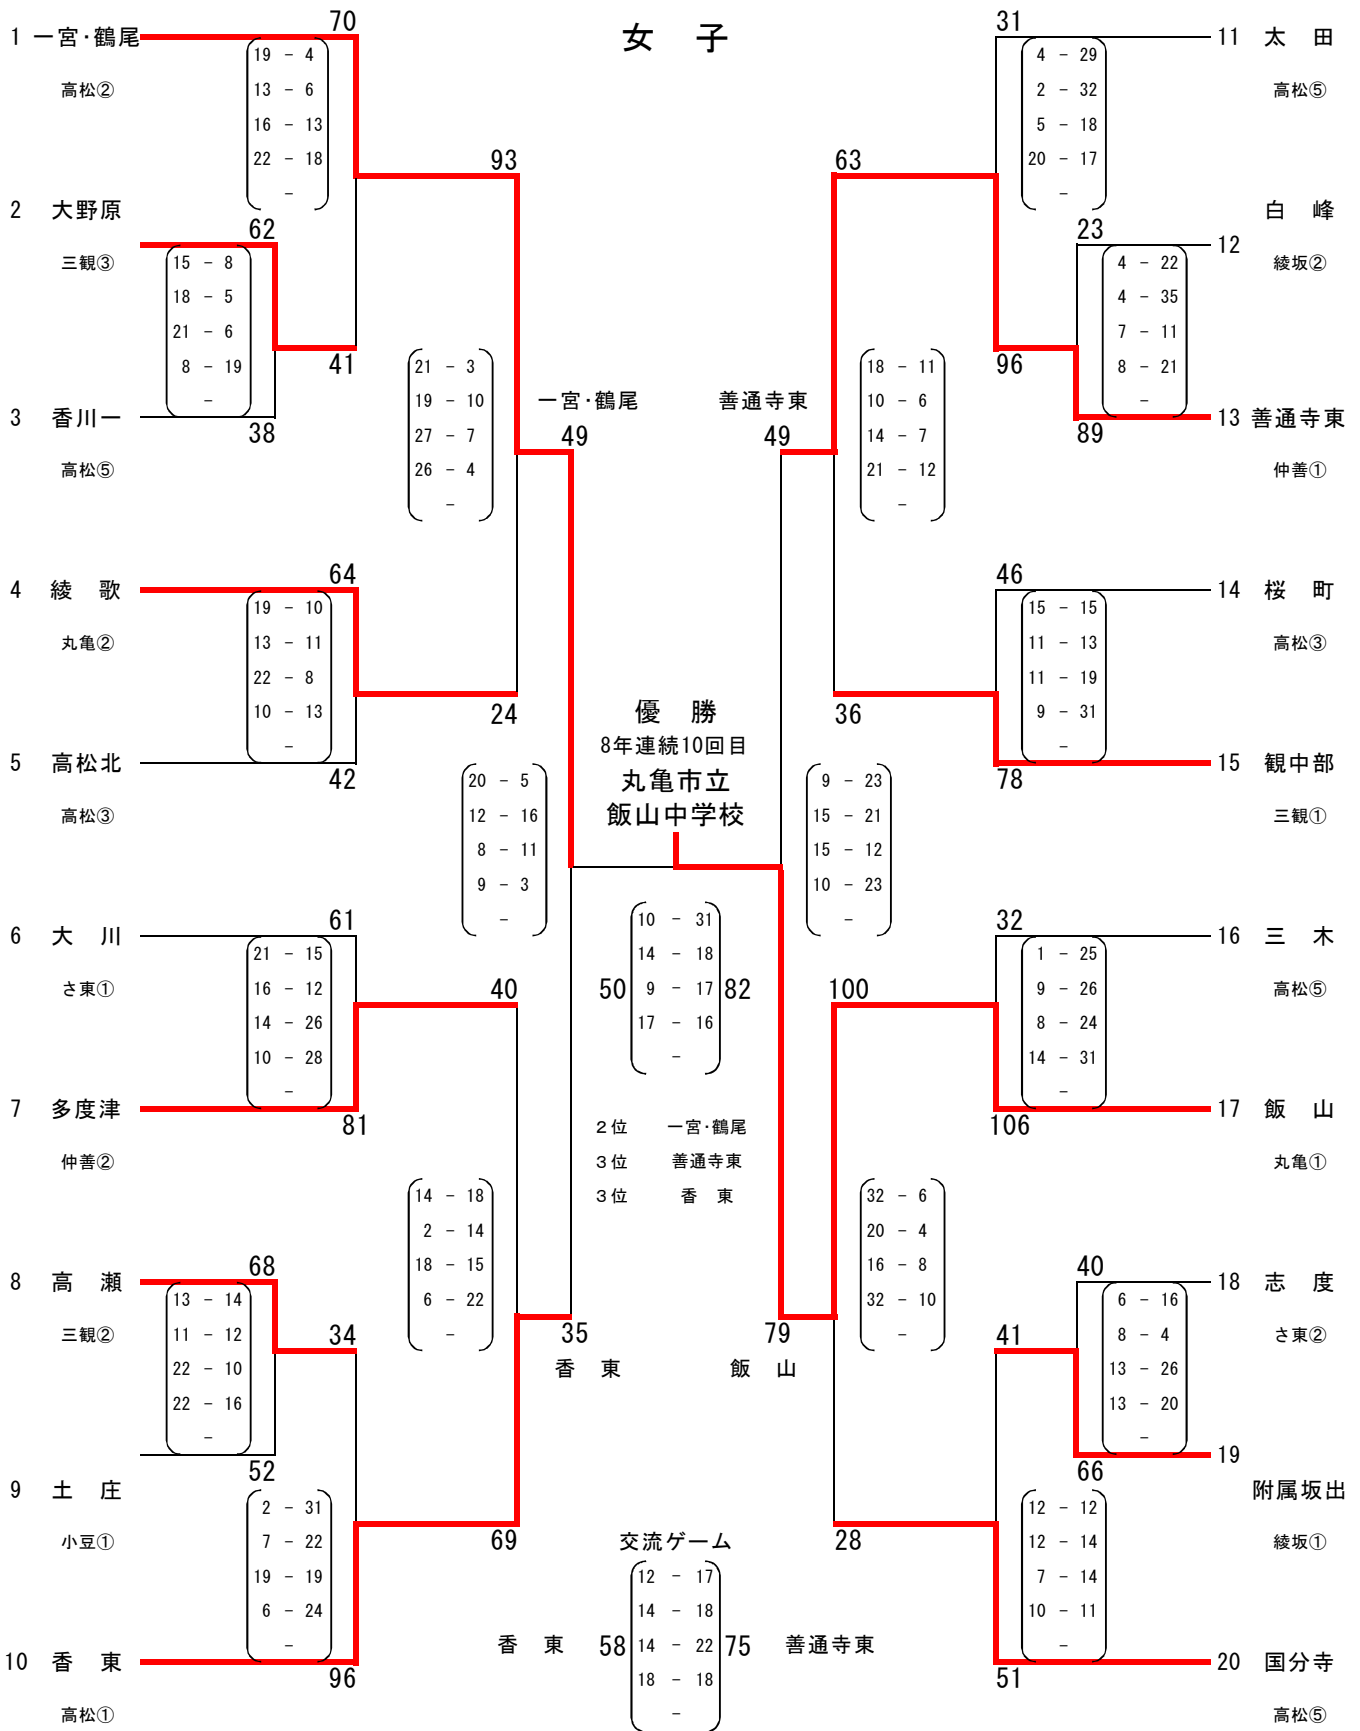 女　子
1 一宮・鶴尾
高松②
70
19 - 4
13 - 6
16 - 13
22 - 18
-
2 大野原
三観③
62
15 - 8
18 - 5
21 - 6
8 - 19
-
41
3 香川一
高松⑤
38
93
21 - 3
19 - 10
27 - 7
26 - 4
-
一宮・鶴尾
49
4 綾　歌
丸亀②
64
19 - 10
13 - 11
22 - 8
10 - 13
-
24
5 高松北
高松③
42
20 - 5
12 - 16
8 - 11
9 - 3
-
6 大　川
さ東①
61
21 - 15
16 - 12
14 - 26
10 - 28
-
40
7 多度津
仲善②
81
14 - 18
2 - 14
18 - 15
6 - 22
-
35
香　東
8 高　瀬
三観②
68
13 - 14
11 - 12
22 - 10
22 - 16
-
34
9 土　庄
小豆①
52
2 - 31
7 - 22
19 - 19
6 - 24
-
69
10 香　東
高松①
96
優　勝
8年連続10回目
丸亀市立
飯山中学校
50
10 - 31
14 - 18
9 - 17
17 - 16
-
82
２位　一宮・鶴尾
３位　善通寺東
３位　香　東
交流ゲーム
香　東 58
12 - 17
14 - 18
14 - 22
18 - 18
-
75 善通寺東
31
11 太　田
高松⑤
4 - 29
2 - 32
5 - 18
20 - 17
-
63
白　峰
12
綾坂②
23
4 - 22
4 - 35
7 - 11
8 - 21
-
96
13 善通寺東
仲善①
89
善通寺東
49
18 - 11
10 - 6
14 - 7
21 - 12
-
46
14 桜　町
高松③
15 - 15
11 - 13
11 - 19
9 - 31
-
36
15 観中部
三観①
78
9 - 23
15 - 21
15 - 12
10 - 23
-
32
16 三　木
高松⑤
1 - 25
9 - 26
8 - 24
14 - 31
-
100
17 飯　山
丸亀①
106
32 - 6
20 - 4
16 - 8
32 - 10
-
79
飯　山
40
18 志　度
さ東②
6 - 16
8 - 4
13 - 26
13 - 20
-
41
19
附属坂出
綾坂①
66
12 - 12
12 - 14
7 - 14
10 - 11
-
28
20 国分寺
高松⑤
51